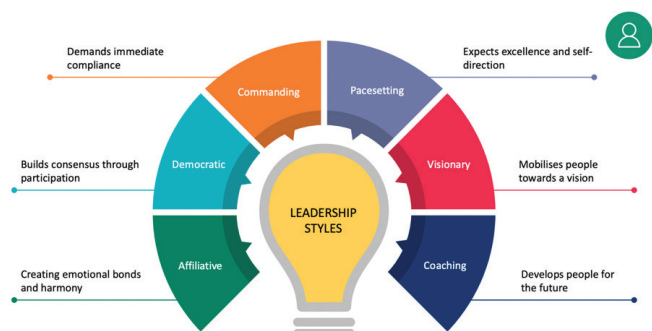 Demands immediate
compliance
Expects excellence and self-
direction
Commanding
Pacesetting
Builds consensus through
participation
Democratic
Visionary
Mobilises people
towards a vision
LEADERSHIP
STYLES
Creating emotional bonds
and harmony
Affiliative
Coaching
Develops people for
the future